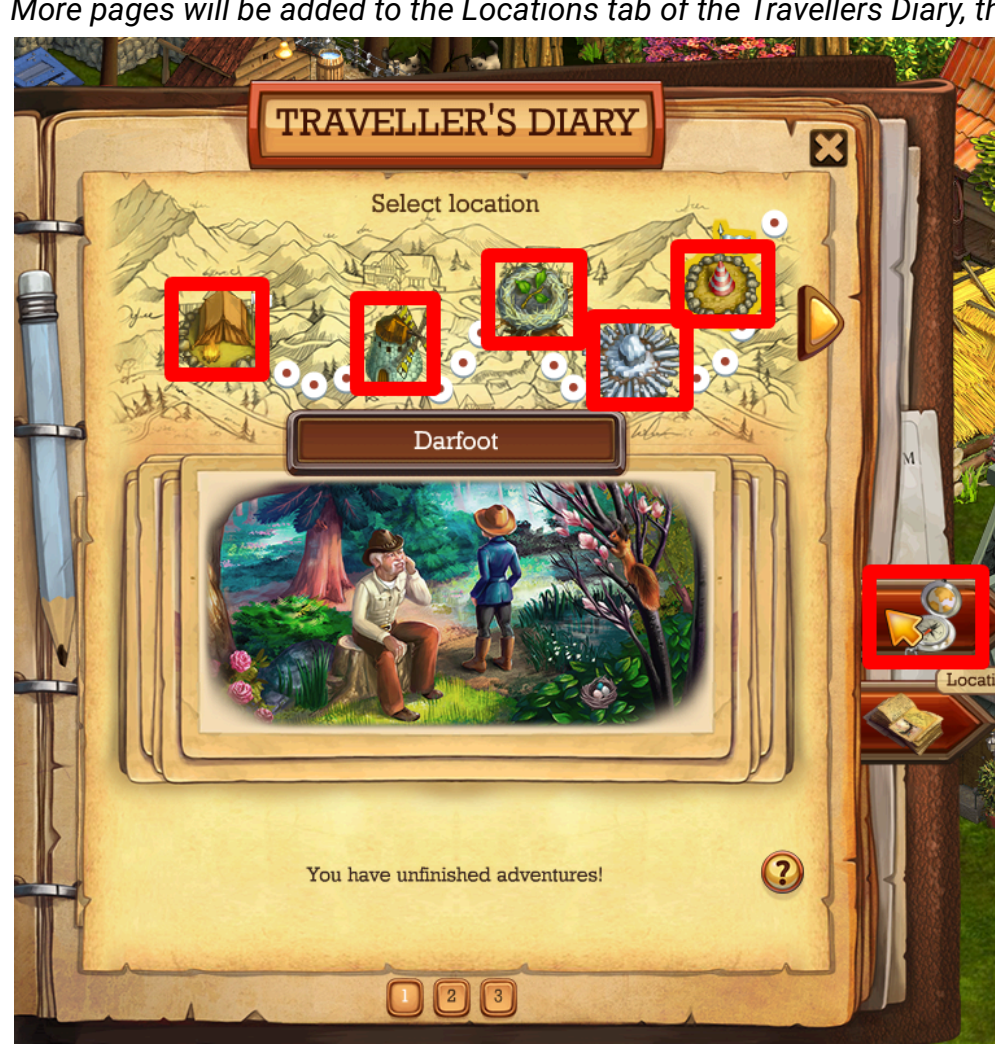 More pages will be added to the Locations tab of the Travellers Diary, th
TRAVELLER'S DIARY
Select location
Darfoot
M
Locati
You have unfinished adventures!
?
1 2 3